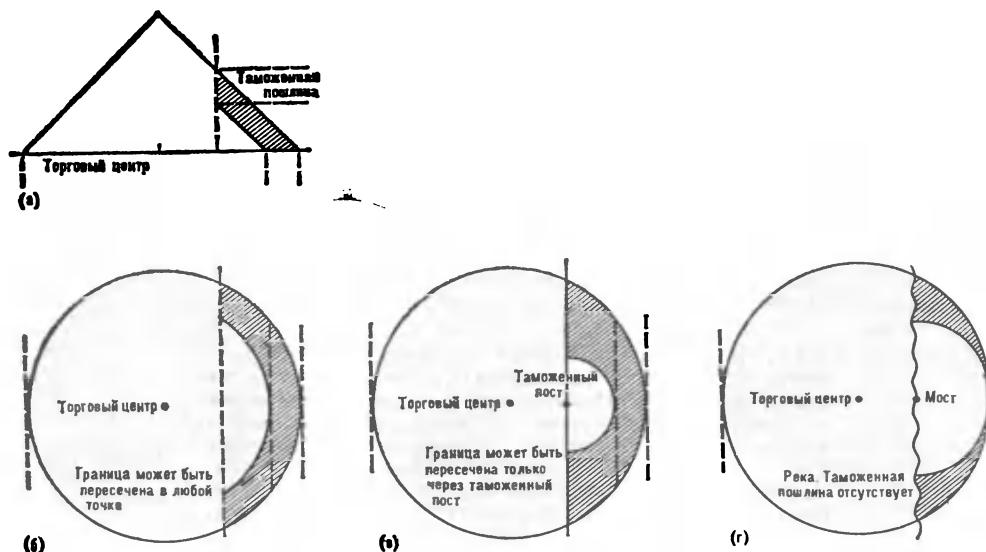 Таможенная
пошлина
Торговый центр
(а)
Торговый центр
Граница может быть
пересечена в любой
точке
(б)
Таможенный
пост
Торговый центр
Граница может быть
пересечена только
через таможенный
пост
(в)
Торговый центр
Мост
Река. Таможенная
пошлина отсутствует
(г)